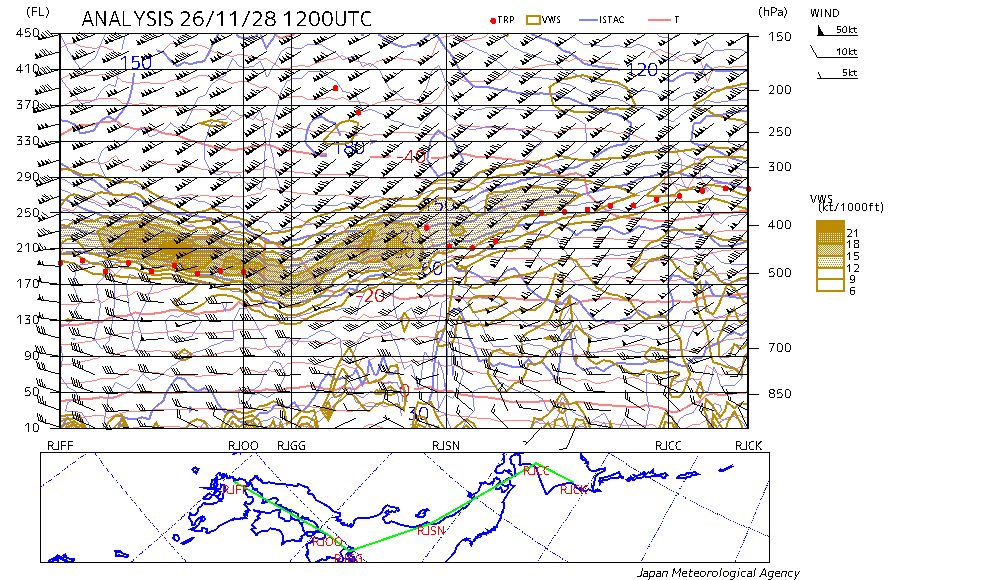 ANALYSIS 26/11/28 1200UTC
TRP VWS ISTAC T
(FL)
(hPa)
WIND
50kt
10kt
5kt
450
410
370
330
290
250
210
170
130
90
50
10
150
200
250
300
400
500
700
850
150
120
180
-40
-20
30
VWS
(kt/1000ft)
21
18
15
12
9
6
RJFF RJOO RJGG RJSN RJCC RJCK
RJFF
RJOO
RJSN
RJCC
RJCK
Japan Meteorological Agency